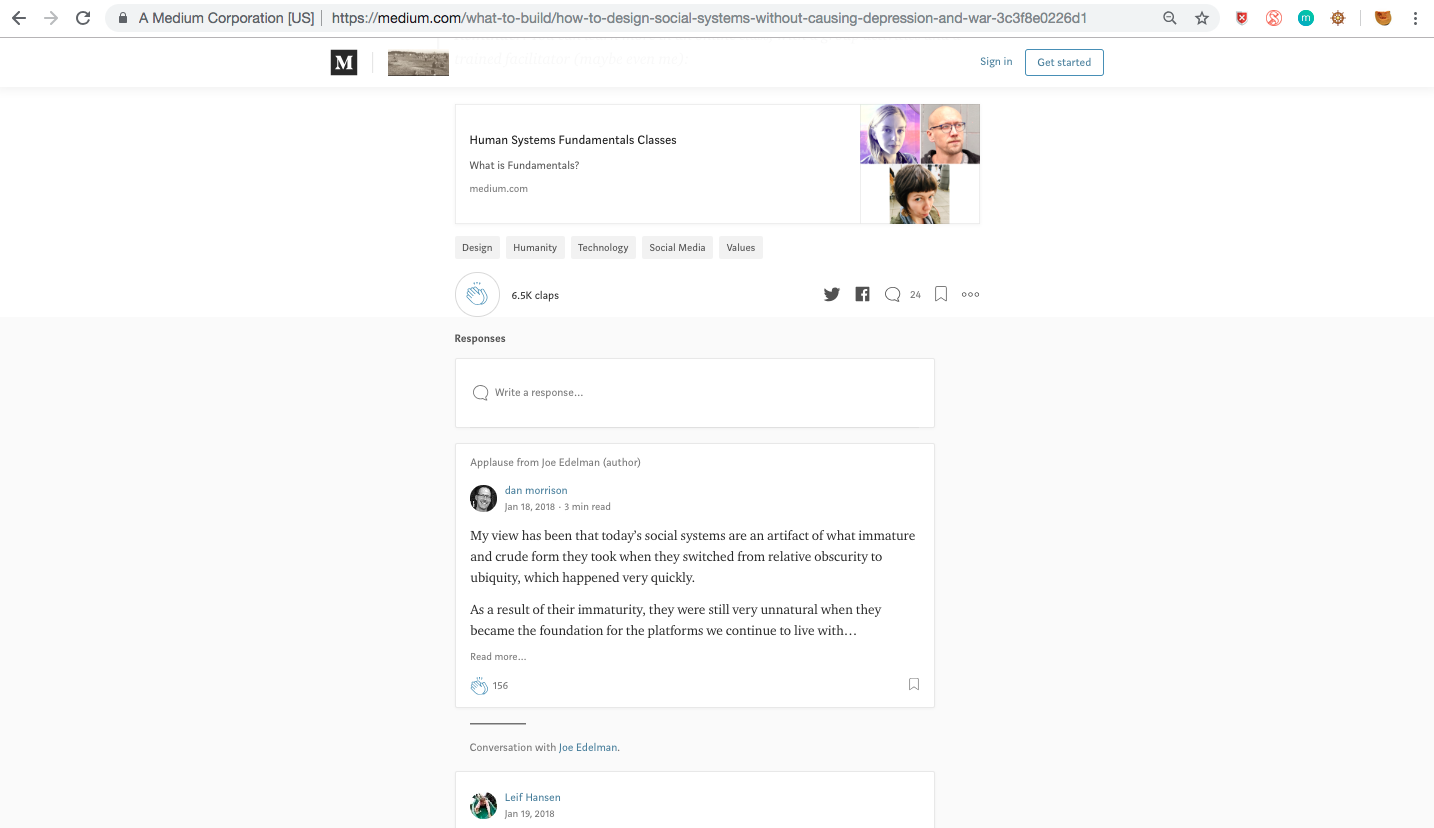 A Medium Corporation [US] https://medium.com/what-to-build/how-to-design-social-systems-without-causing-depression-and-war-3c3f8e0226d1
m
M
Sign in
Get started
Human Systems Fundamentals Classes
What is Fundamentals?
medium.com
Design Humanity Technology Social Media Values
6.5K claps
24
Responses
Write a response...
Applause from Joe Edelman (author)
dan morrison
Jan 18, 2018 · 3 min read
My view has been that today’s social systems are an artifact of what immature
and crude form they took when they switched from relative obscurity to
ubiquity, which happened very quickly.
As a result of their immaturity, they were still very unnatural when they
became the foundation for the platforms we continue to live with…
Read more...
156
Conversation with Joe Edelman.
Leif Hansen
Jan 19, 2018